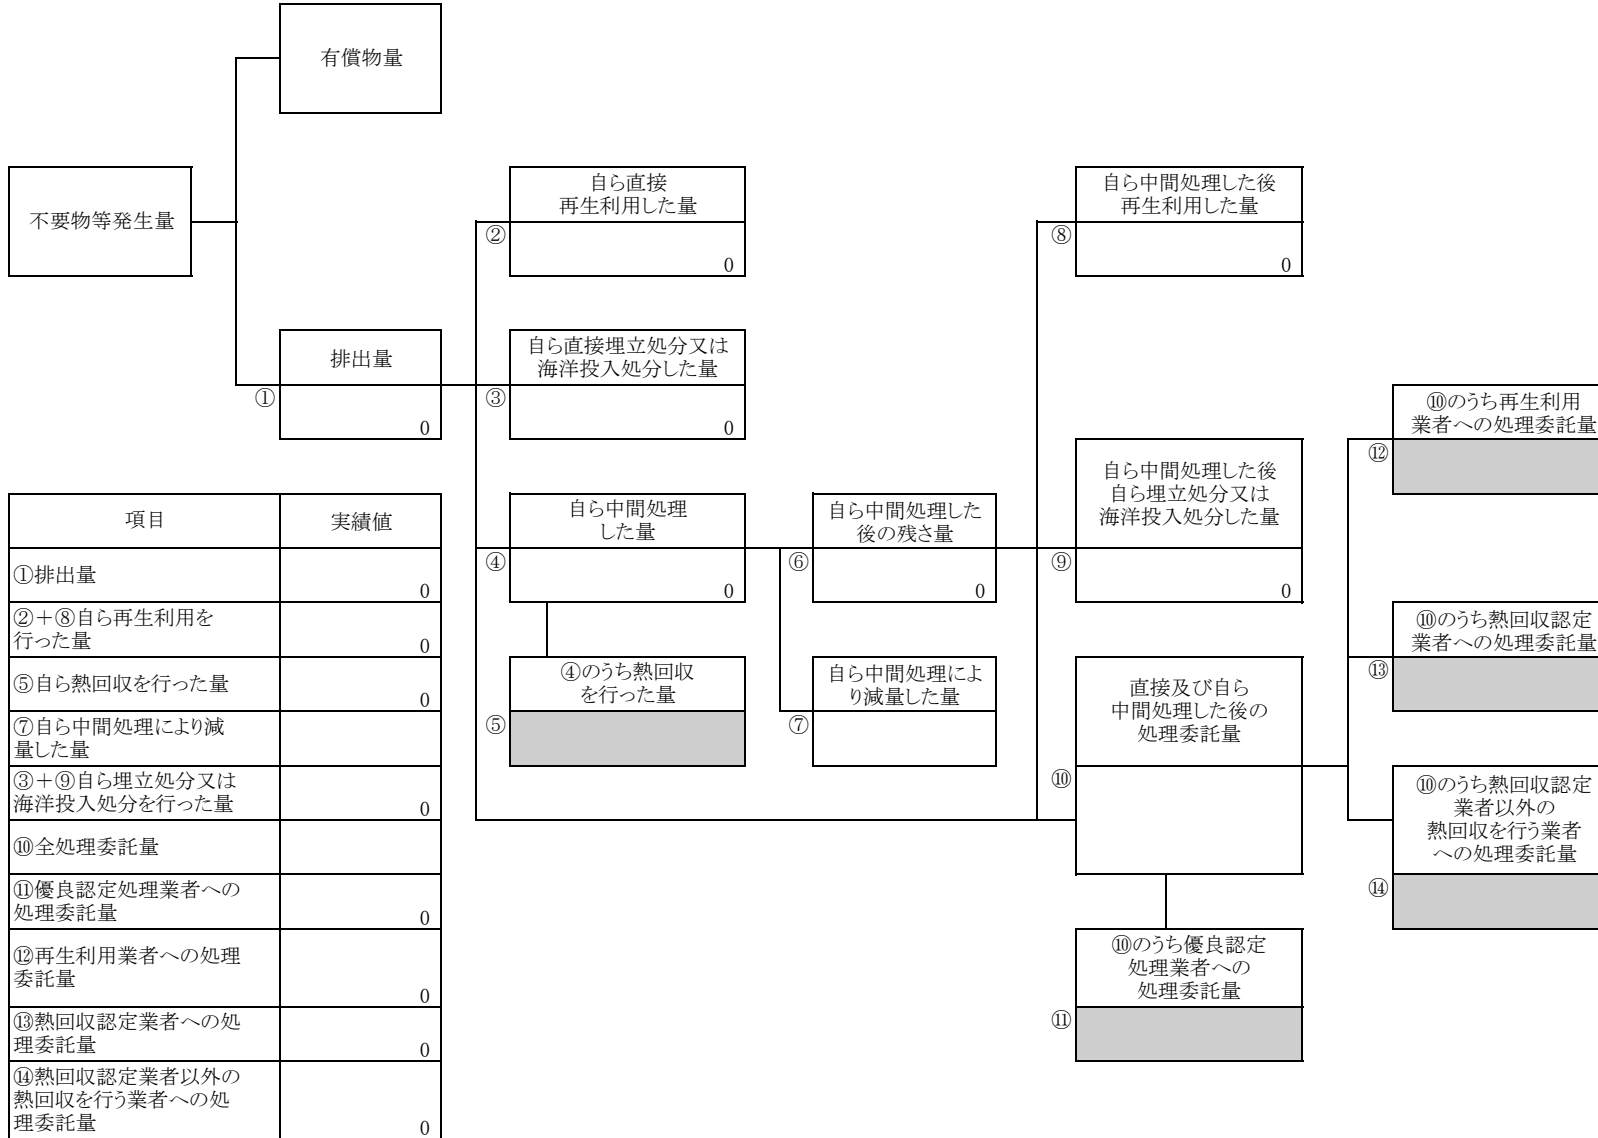 有償物量
不要物等発生量
自ら直接
再生利用した量
②
0
自ら中間処理した後
再生利用した量
⑧
0
排出量
①
0
自ら直接埋立処分又は
海洋投入処分した量
③
0
⑩のうち再生利用
業者への処理委託量
⑫
自ら中間処理した後
自ら埋立処分又は
海洋投入処分した量
⑨
0
自ら中間処理
した量
④
0
自ら中間処理した
後の残さ量
⑥
0
④のうち熱回収
を行った量
⑤
自ら中間処理によ
り減量した量
⑦
直接及び自ら
中間処理した後の
処理委託量
⑩
⑩のうち熱回収認定
業者への処理委託量
⑬
⑩のうち熱回収認定
業者以外の
熱回収を行う業者
への処理委託量
⑭
⑩のうち優良認定
処理業者への
処理委託量
⑪
項目
実績値
①排出量
0
②+⑧自ら再生利用を
行った量
0
⑤自ら熱回収を行った量
0
⑦自ら中間処理により減
量した量
③+⑨自ら埋立処分又は
海洋投入処分を行った量
0
⑩全処理委託量
⑪優良認定処理業者への
処理委託量
0
⑫再生利用業者への処理
委託量
0
⑬熱回収認定業者への処
理委託量
0
⑭熱回収認定業者以外の
熱回収を行う業者への処
理委託量
0